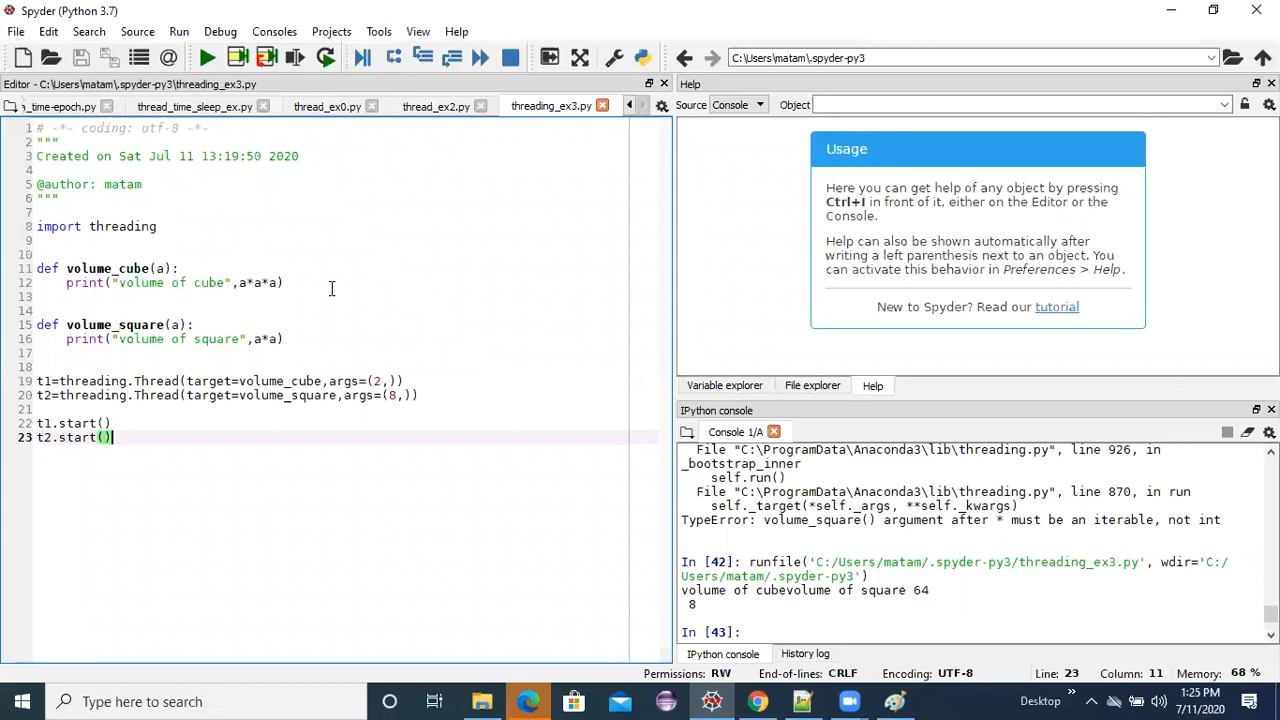 Spyder (Python 3.7)
File Edit Search Source Run Debug Consoles Projects Tools View Help
C:\Users\matam\.spyder-py3
Editor - C:\Users\matam\.spyder-py3\threading_ex3.py
_time-epoch.py thread_time_sleep_ex.py thread_ex0.py thread_ex2.py threading_ex3.py
1 # -*- coding: utf-8 -*-
2 """
3 Created on Sat Jul 11 13:19:50 2020
4
5 @author: matam
6 """
7
8 import threading
9
10
11 def volume_cube(a):
12 print("volume of cube",a*a*a)
13
14
15 def volume_square(a):
16 print("volume of square",a*a)
17
18
19 t1=threading.Thread(target=volume_cube,args=(2,))
20 t2=threading.Thread(target=volume_square,args=(8,))
21
22 t1.start()
23 t2.start()
Help
Source Console Object
Usage
Here you can get help of any object by pressing
Ctrl+I in front of it, either on the Editor or the
Console.
Help can also be shown automatically after
writing a left parenthesis next to an object. You
can activate this behavior in Preferences > Help.
New to Spyder? Read our tutorial
Variable explorer File explorer Help
IPython console
Console 1/A
File "C:\ProgramData\Anaconda3\lib\threading.py", line 926, in
_bootstrap_inner
self.run()
File "C:\ProgramData\Anaconda3\lib\threading.py", line 870, in run
self._target(*self._args, **self._kwargs)
TypeError: volume_square() argument after * must be an iterable, not int
In [42]: runfile('C:/Users/matam/.spyder-py3/threading_ex3.py', wdir='C:/
Users/matam/.spyder-py3')
volume of cubevolume of square 64
8
In [43]:
IPython console History log
Permissions: RW End-of-lines: CRLF Encoding: UTF-8 Line: 23 Column: 11 Memory: 68 %
Type here to search
Desktop
1:25 PM
7/11/2020